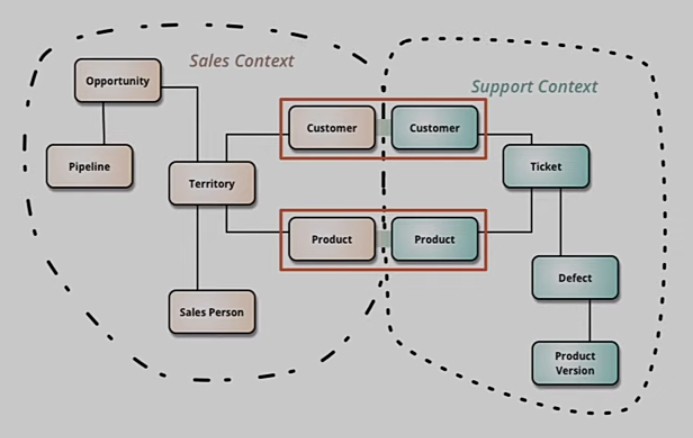 Sales Context
Support Context
Opportunity
Pipeline
Territory
Sales Person
Customer
Customer
Product
Product
Ticket
Defect
Product
Version